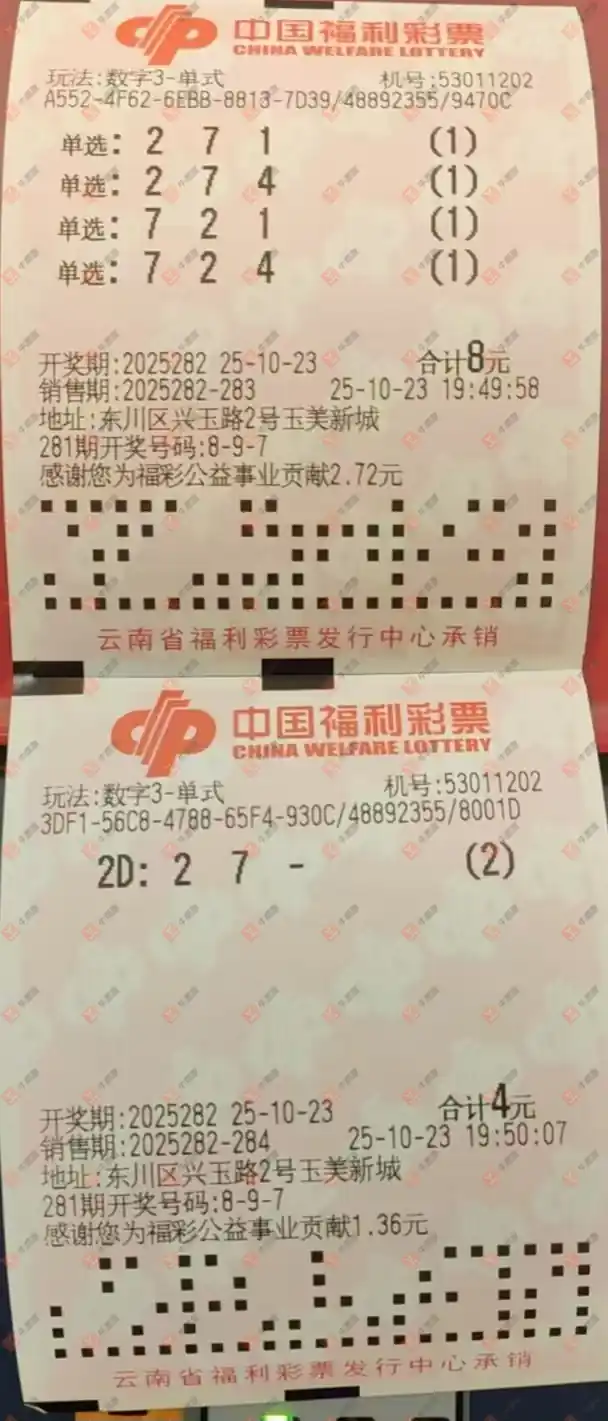 中国福利彩票
CHINA WELFARE LOTTERY
玩法:数字3-单式 机号:53011202
A552-4F62-6EBB-8813-7D39/48892355/9470C
单选: 2 7 1 (1)
单选: 2 7 4 (1)
单选: 7 2 1 (1)
单选: 7 2 4 (1)
开奖期:2025282 25-10-23 合计8元
销售期:2025282-283 25-10-23 19:49:58
地址:东川区兴玉路2号玉美新城
281期开奖号码:8-9-7
感谢您为福彩公益事业贡献2.72元
云南省福利彩票发行中心承销
中国福利彩票
CHINA WELFARE LOTTERY
玩法:数字3-单式 机号:53011202
3DF1-56C8-4788-65F4-930C/48892355/8001D
2D: 2 7 - (2)
开奖期:2025282 25-10-23 合计4元
销售期:2025282-284 25-10-23 19:50:07
地址:东川区兴玉路2号玉美新城
281期开奖号码:8-9-7
感谢您为福彩公益事业贡献1.36元
云南省福利彩票发行中心承销